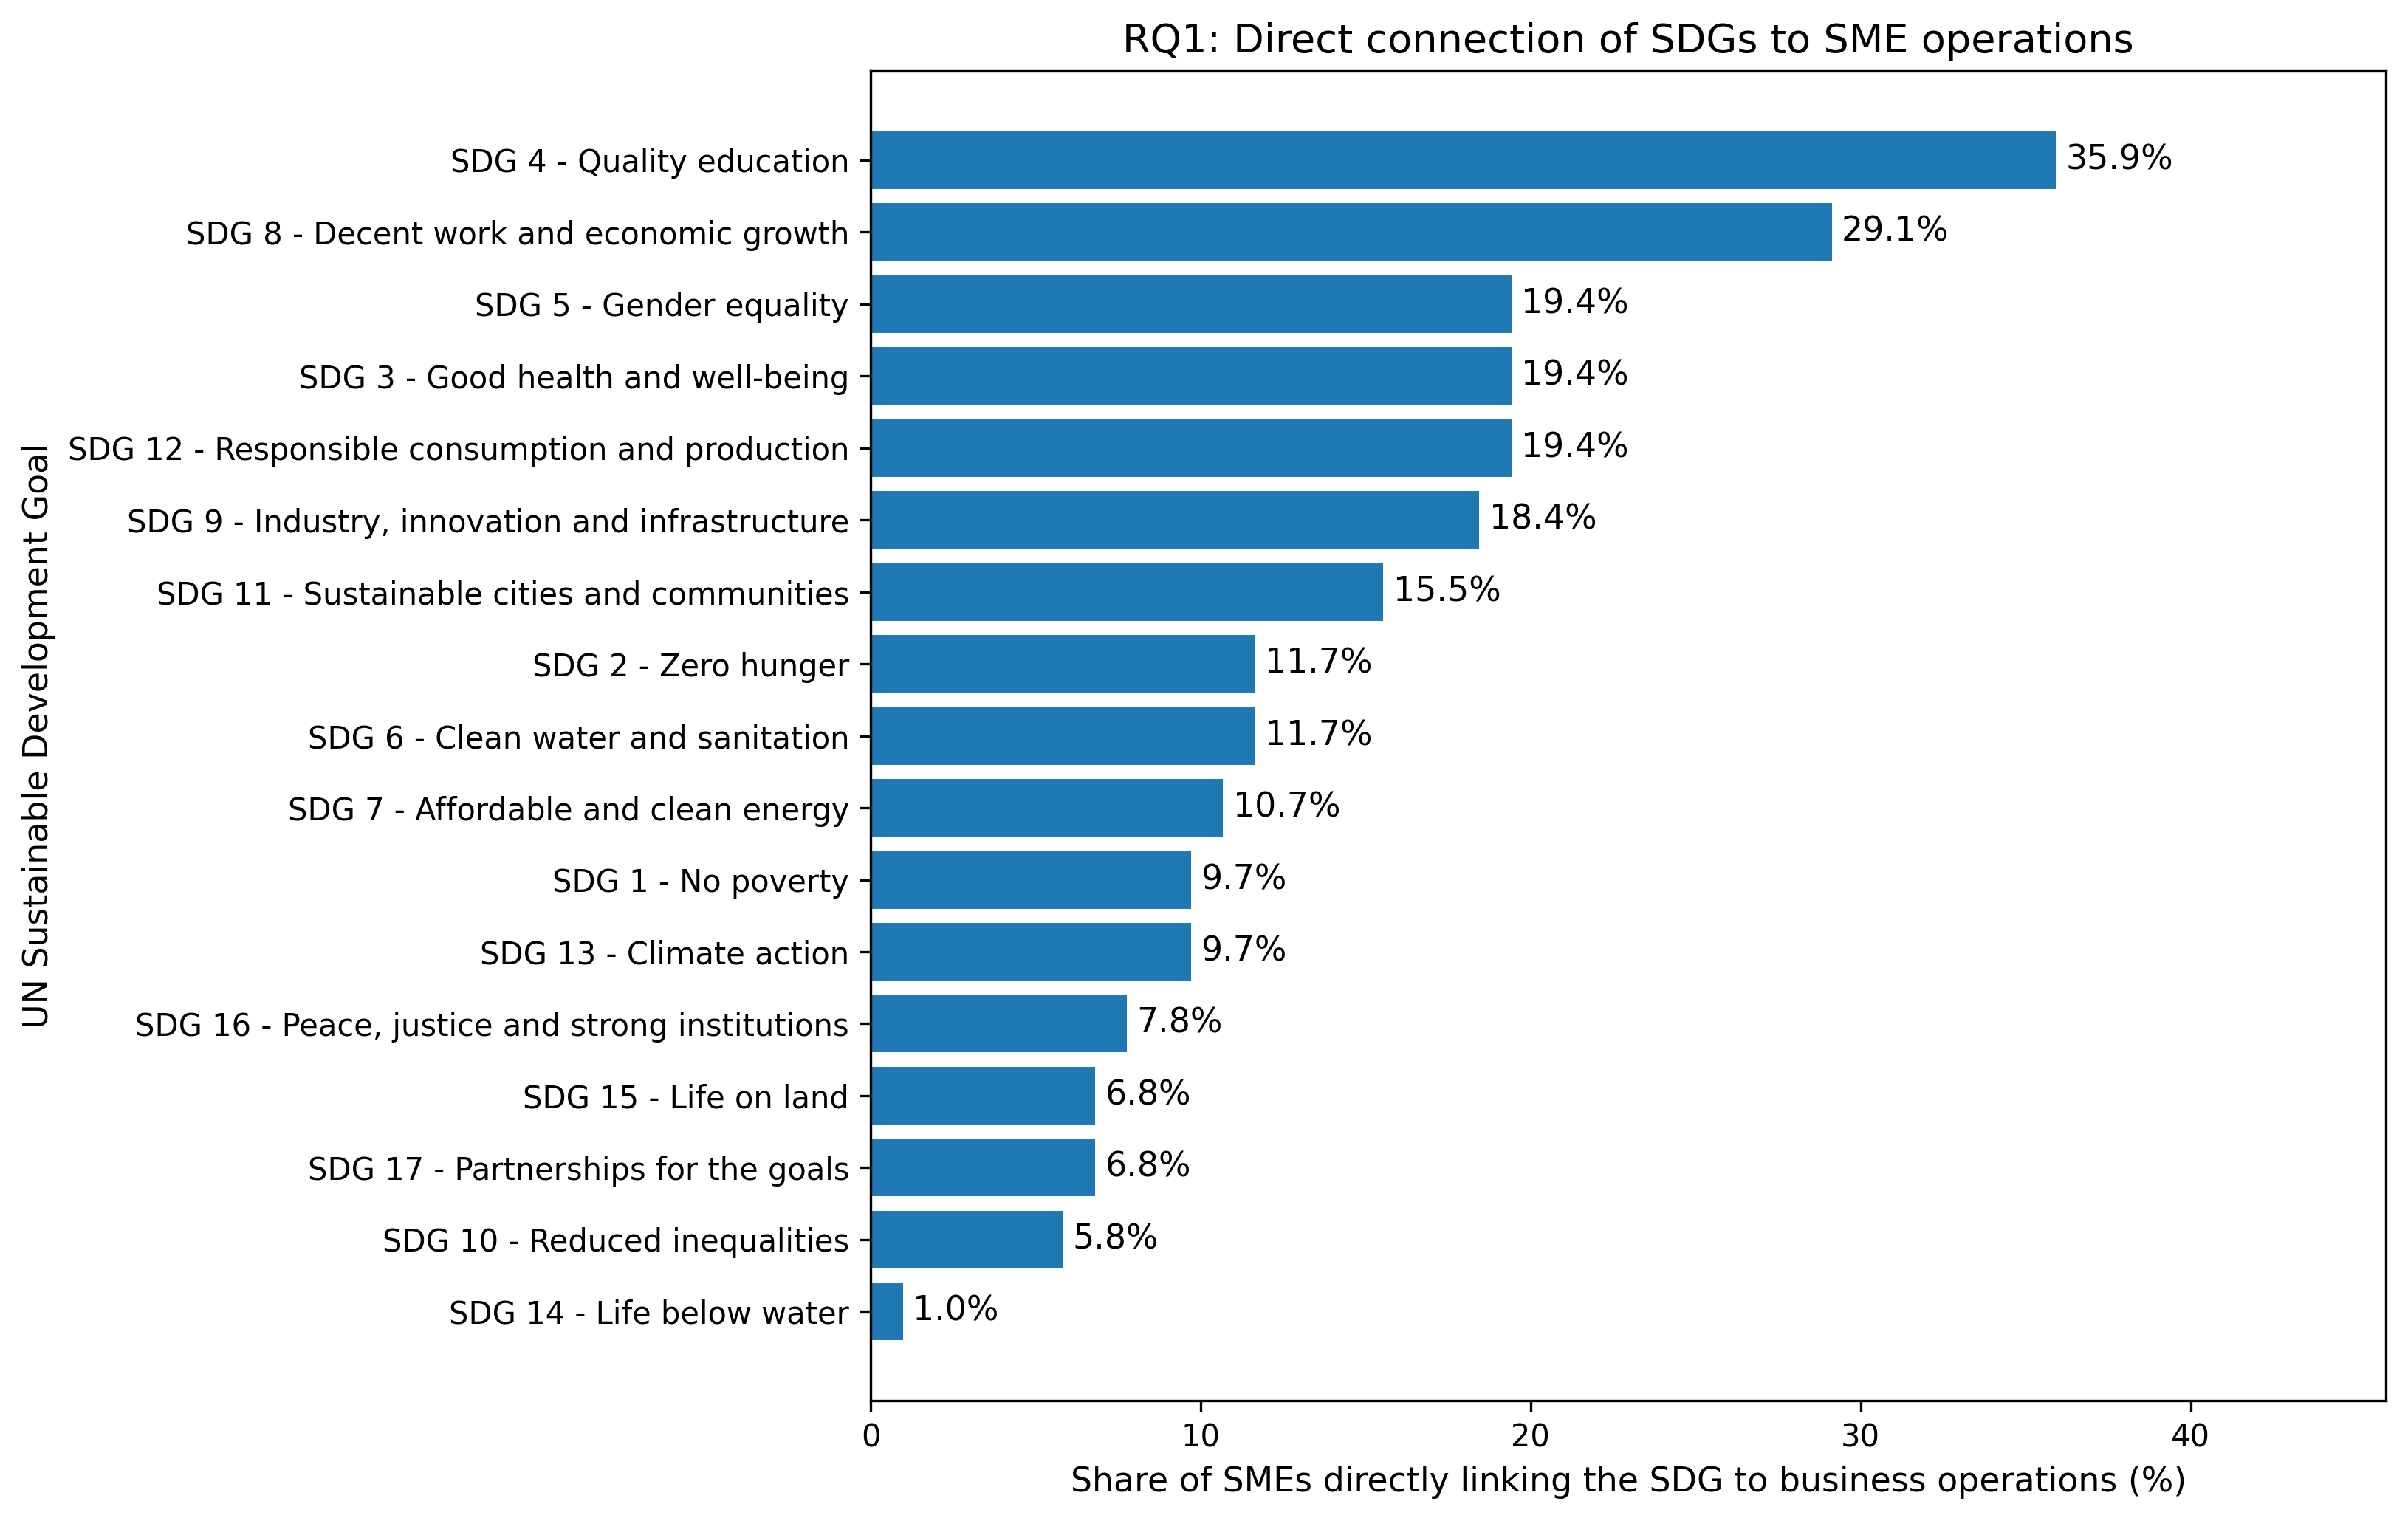 RQ1: Direct connection of SDGs to SME operations
UN Sustainable Development Goal
SDG 4 - Quality education 35.9%
SDG 8 - Decent work and economic growth 29.1%
SDG 5 - Gender equality 19.4%
SDG 3 - Good health and well-being 19.4%
SDG 12 - Responsible consumption and production 19.4%
SDG 9 - Industry, innovation and infrastructure 18.4%
SDG 11 - Sustainable cities and communities 15.5%
SDG 2 - Zero hunger 11.7%
SDG 6 - Clean water and sanitation 11.7%
SDG 7 - Affordable and clean energy 10.7%
SDG 1 - No poverty 9.7%
SDG 13 - Climate action 9.7%
SDG 16 - Peace, justice and strong institutions 7.8%
SDG 15 - Life on land 6.8%
SDG 17 - Partnerships for the goals 6.8%
SDG 10 - Reduced inequalities 5.8%
SDG 14 - Life below water 1.0%
0 10 20 30 40
Share of SMEs directly linking the SDG to business operations (%)